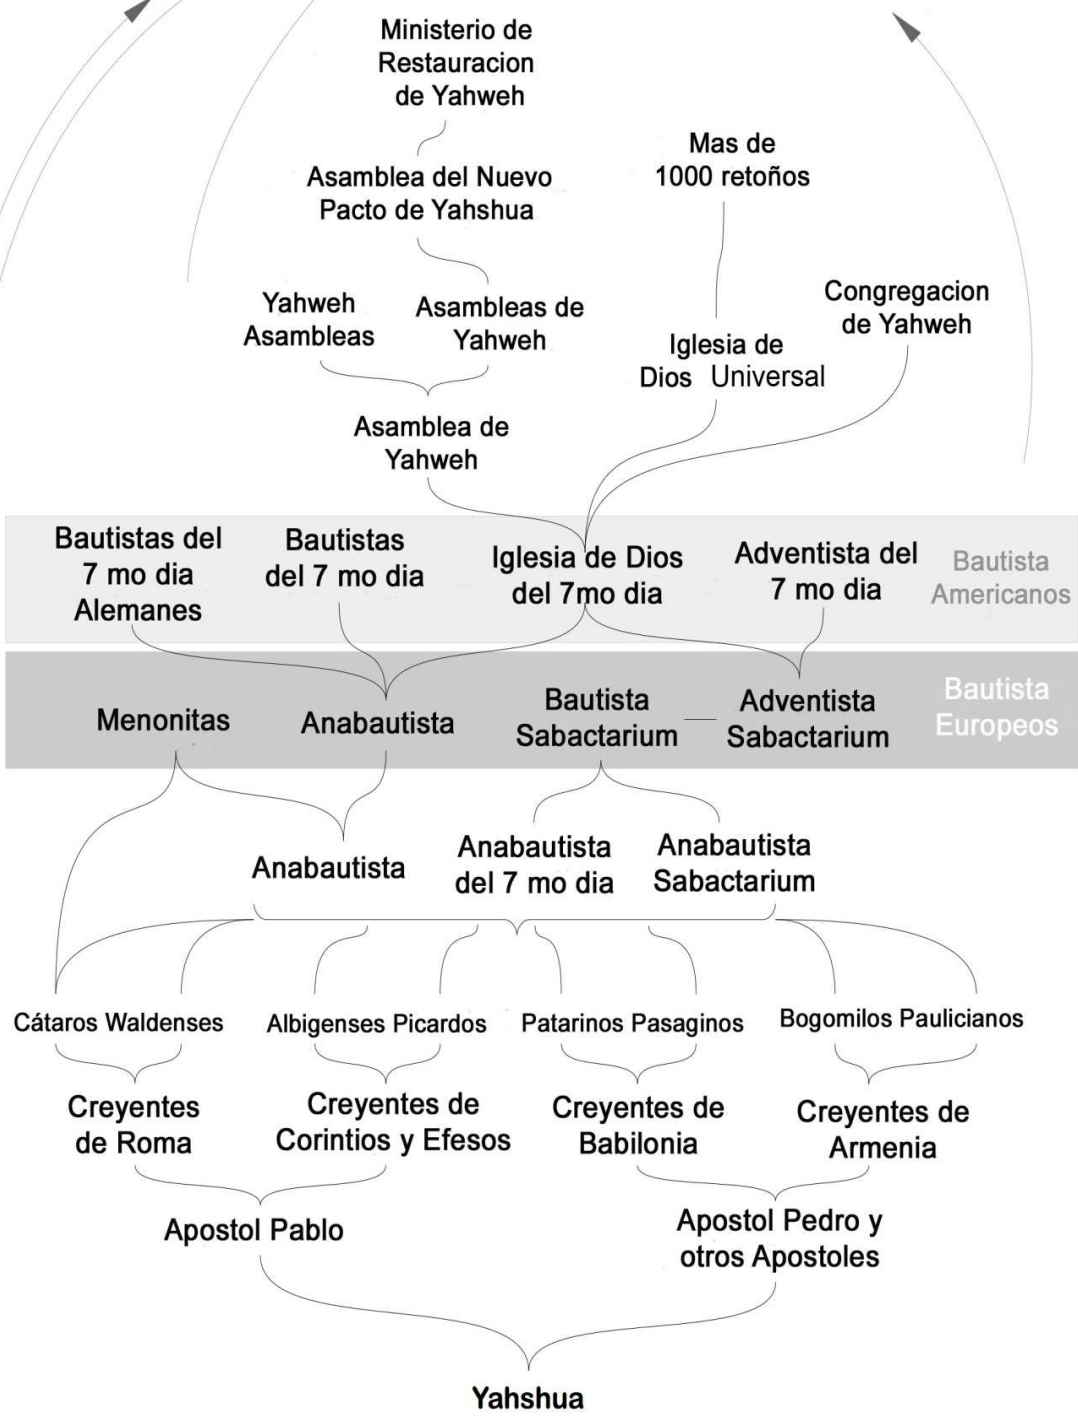 Ministerio de
Restauracion
de Yahweh
Mas de
1000 retoños
Asamblea del Nuevo
Pacto de Yahshua
Yahweh
Asambleas
Asambleas de
Yahweh
Congregacion
de Yahweh
Iglesia de
Dios Universal
Asamblea de
Yahweh
Bautistas del
7 mo dia
Alemanes
Bautistas
del 7 mo dia
Iglesia de Dios
del 7mo dia
Adventista del
7 mo dia
Bautista
Americanos
Menonitas
Anabautista
Bautista
Sabactarium
Adventista
Sabactarium
Bautista
Europeos
Anabautista
Anabautista
del 7 mo dia
Anabautista
Sabactarium
Cátaros Waldenses
Albigenses Picardos
Patarinos Pasaginos
Bogomilos Paulicianos
Creyentes
de Roma
Creyentes de
Corintios y Efesos
Creyentes de
Babilonia
Creyentes de
Armenia
Apostol Pablo
Apostol Pedro y
otros Apostoles
Yahshua